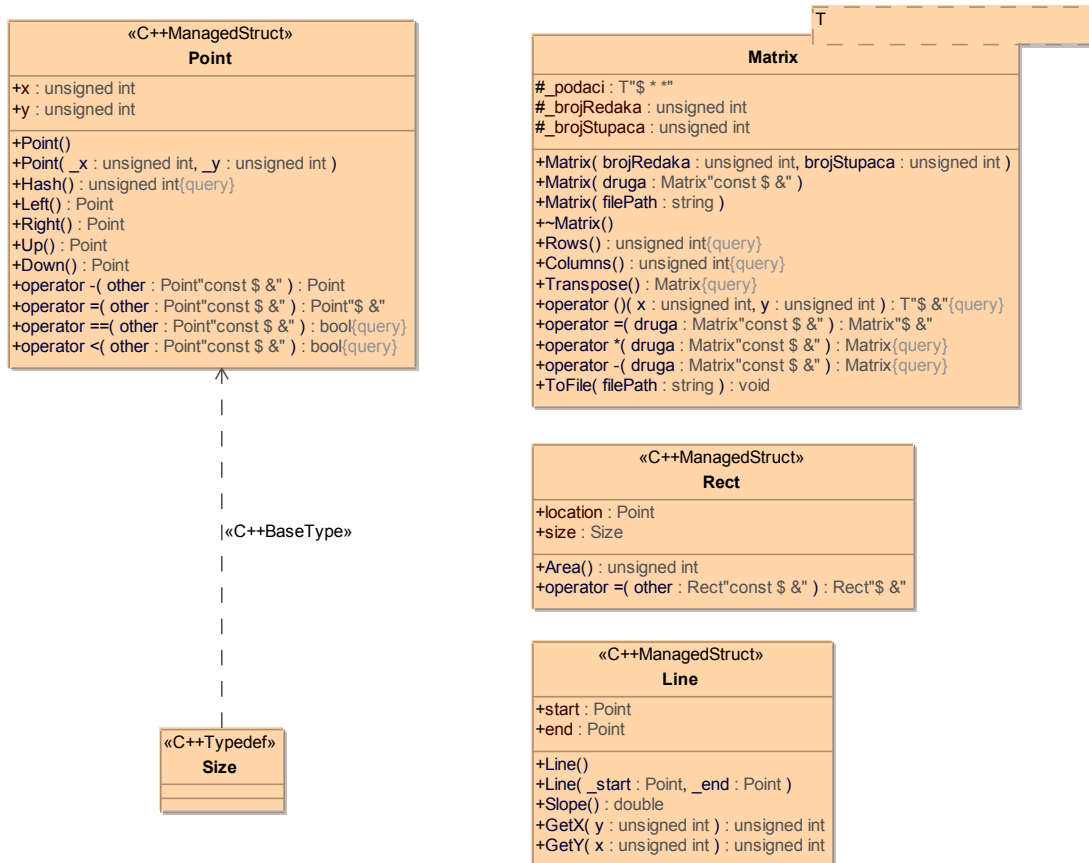 «C++ManagedStruct»
Point
+x : unsigned int
+y : unsigned int
+Point()
+Point( _x : unsigned int, _y : unsigned int )
+Hash() : unsigned int{query}
+Left() : Point
+Right() : Point
+Up() : Point
+Down() : Point
+operator -( other : Point"const $ &" ) : Point
+operator =( other : Point"const $ &" ) : Point"$ &"
+operator ==( other : Point"const $ &" ) : bool{query}
+operator <( other : Point"const $ &" ) : bool{query}
«C++BaseType»
«C++Typedef»
Size
T
Matrix
#_podaci : T"$ * *"
#_brojRedaka : unsigned int
#_brojStupaca : unsigned int
+Matrix( brojRedaka : unsigned int, brojStupaca : unsigned int )
+Matrix( druga : Matrix"const $ &" )
+Matrix( filePath : string )
+~Matrix()
+Rows() : unsigned int{query}
+Columns() : unsigned int{query}
+Transpose() : Matrix{query}
+operator ()( x : unsigned int, y : unsigned int ) : T"$ &"{query}
+operator =( druga : Matrix"const $ &" ) : Matrix"$ &"
+operator *( druga : Matrix"const $ &" ) : Matrix{query}
+operator -( druga : Matrix"const $ &" ) : Matrix{query}
+ToFile( filePath : string ) : void
«C++ManagedStruct»
Rect
+location : Point
+size : Size
+Area() : unsigned int
+operator =( other : Rect"const $ &" ) : Rect"$ &"
«C++ManagedStruct»
Line
+start : Point
+end : Point
+Line()
+Line( _start : Point, _end : Point )
+Slope() : double
+GetX( y : unsigned int ) : unsigned int
+GetY( x : unsigned int ) : unsigned int